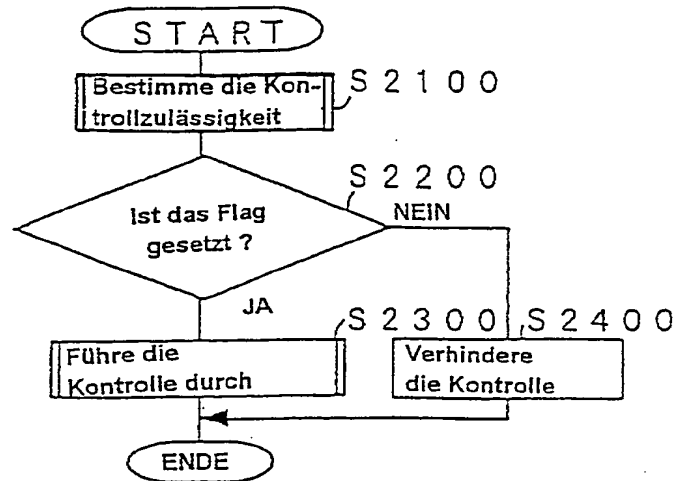 START
Bestimme die Kon-
trollzulässigkeit
S2100
S2200
Ist das Flag
gesetzt ?
NEIN
JA
S2300
S2400
Führe die
Kontrolle durch
Verhindere
die Kontrolle
ENDE